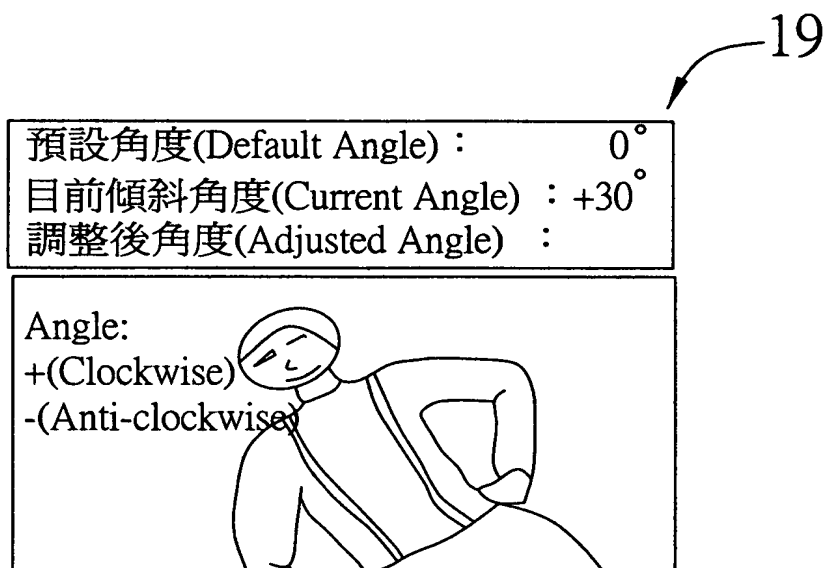 19
預設角度(Default Angle)： 0°
目前傾斜角度(Current Angle) ：+30°
調整後角度(Adjusted Angle) ：
Angle:
+(Clockwise)
-(Anti-clockwise)